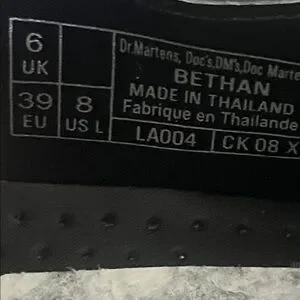 6
UK
39
EU
8
US L
Dr.Martens, Doc's,DM's,Doc Marte
BETHAN
MADE IN THAILAND
Fabrique en Thailande
LA004
CK 08 X